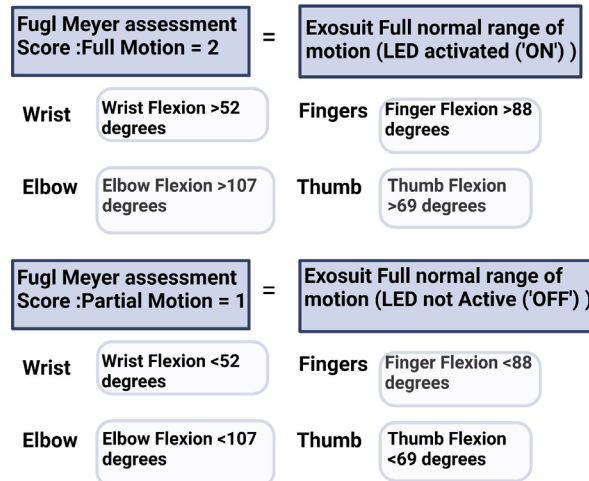 Fugl Meyer assessment
Score :Full Motion = 2
=
Exosuit Full normal range of
motion (LED activated ('ON') )
Wrist
Wrist Flexion >52
degrees
Fingers
Finger Flexion >88
degrees
Elbow
Elbow Flexion >107
degrees
Thumb
Thumb Flexion
>69 degrees
Fugl Meyer assessment
Score :Partial Motion = 1
=
Exosuit Full normal range of
motion (LED not Active ('OFF') )
Wrist
Wrist Flexion <52
degrees
Fingers
Finger Flexion <88
degrees
Elbow
Elbow Flexion <107
degrees
Thumb
Thumb Flexion
<69 degrees